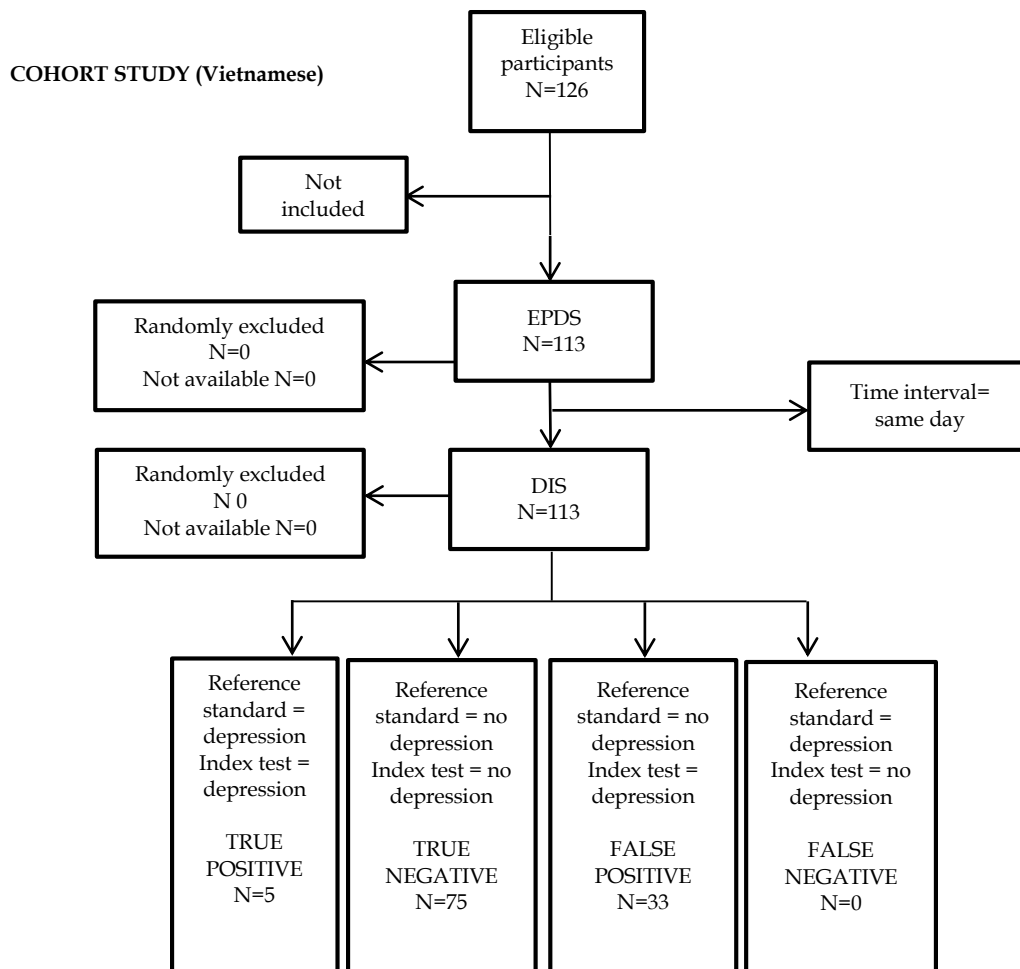 COHORT STUDY (Vietnamese)
Eligible
participants
N=126
Not
included
EPDS
N=113
Randomly excluded
N=0
Not available N=0
Time interval=
same day
DIS
N=113
Randomly excluded
N 0
Not available N=0
Reference
standard =
depression
Index test =
depression
TRUE
POSITIVE
N=5
Reference
standard = no
depression
Index test = no
depression
TRUE
NEGATIVE
N=75
Reference
standard = no
depression
Index test =
depression
FALSE
POSITIVE
N=33
Reference
standard =
depression
Index test = no
depression
FALSE
NEGATIVE
N=0